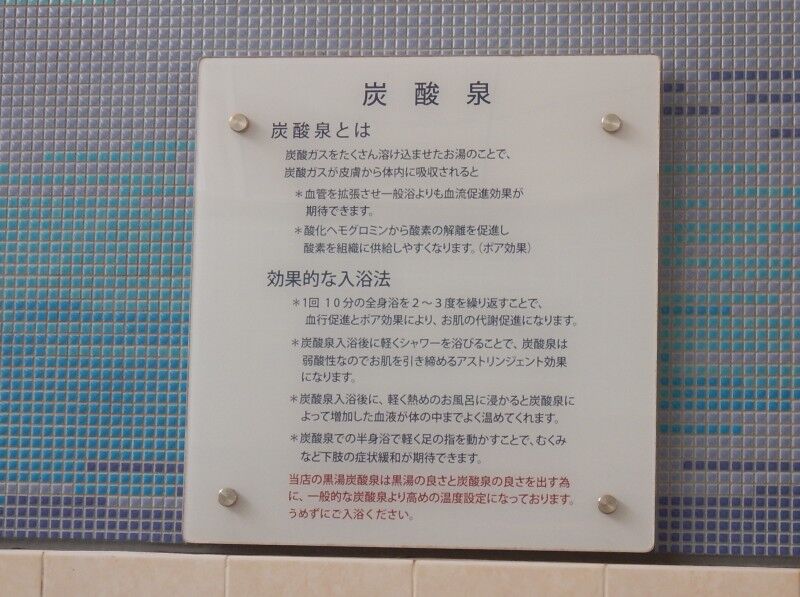 炭酸泉
炭酸泉とは
炭酸ガスをたくさん溶け込ませたお湯のことで、
炭酸ガスが皮膚から体内に吸収されると
＊血管を拡張させ一般浴よりも血流促進効果が
期待できます。
＊酸化ヘモグロミンから酸素の解離を促進し
酸素を組織に供給しやすくなります。（ボア効果）
効果的な入浴法
＊1回 １０分の全身浴を２～３度を繰り返すことで、
血行促進とボア効果により、お肌の代謝促進になります。
＊炭酸泉入浴後に軽くシャワーを浴びることで、炭酸泉は
弱酸性なのでお肌を引き締めるアストリンジェント効果
になります。
＊炭酸泉入浴後に、軽く熱めのお風呂に浸かると炭酸泉に
よって増加した血液が体の中までよく温めてくれます。
＊炭酸泉での半身浴で軽く足の指を動かすことで、むくみ
など下肢の症状緩和が期待できます。
当店の黒湯炭酸泉は黒湯の良さと炭酸泉の良さを出す為
に、一般的な炭酸泉より高めの温度設定になっております。
うめずにご入浴ください。